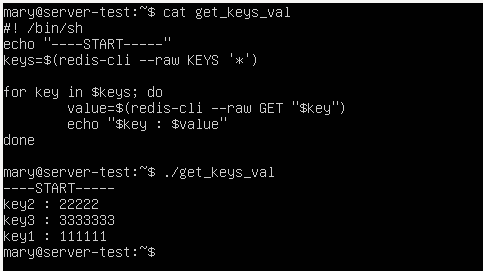 mary@server-test:~$ cat get_keys_val
#! /bin/sh
echo "----START-----"
keys=$(redis-cli --raw KEYS '*')
for key in $keys; do
value=$(redis-cli --raw GET "$key")
echo "$key : $value"
done
mary@server-test:~$ ./get_keys_val
----START-----
key2 : 22222
key3 : 3333333
key1 : 111111
mary@server-test:~$